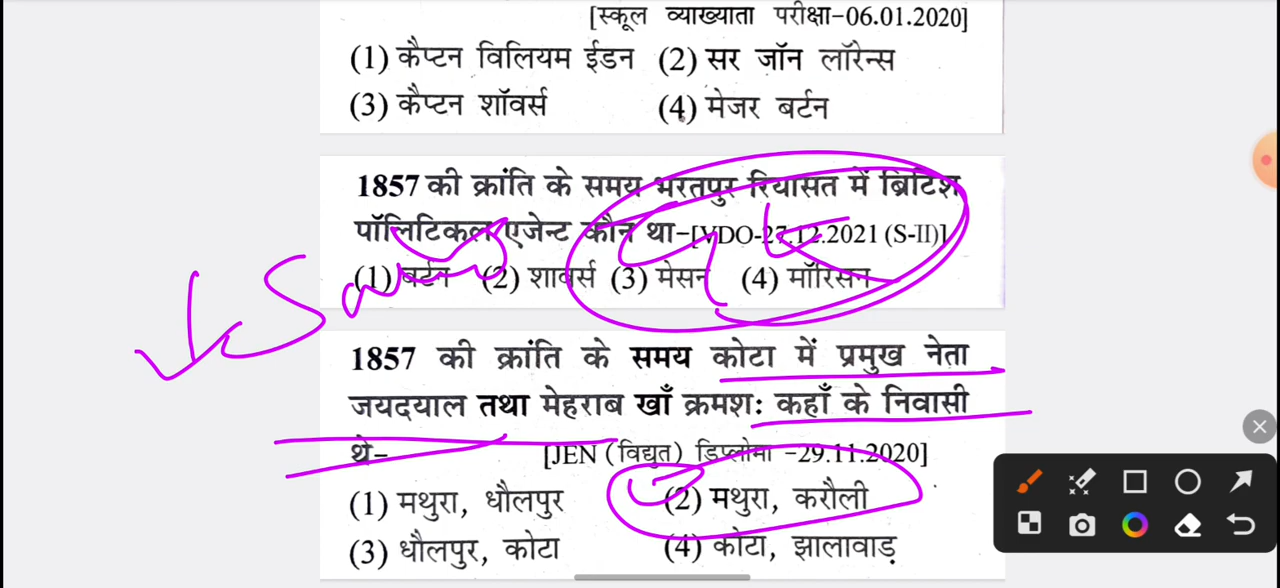 [स्कूल व्याख्याता परीक्षा-06.01.2020]
(1) कैप्टन विलियम ईडन (2) सर जॉन लॉरेन्स
(3) कैप्टन शॉवर्स (4) मेजर बर्टन
1857 की क्रांति के समय भरतपुर रियासत में ब्रिटिश
पॉलिटिकल एजेन्ट कौन था-[VDO-27.12.2021 (S-II)]
(1) बर्टन (2) शावर्स (3) मेसन (4) मॉरिसन
1857 की क्रांति के समय कोटा में प्रमुख नेता
जयदयाल तथा मेहराब खाँ क्रमशः कहाँ के निवासी
थे- [JEN (विद्युत) डिप्लोमा -29.11.2020]
(1) मथुरा, धौलपुर (2) मथुरा, करौली
(3) धौलपुर, कोटा (4) कोटा, झालावाड़